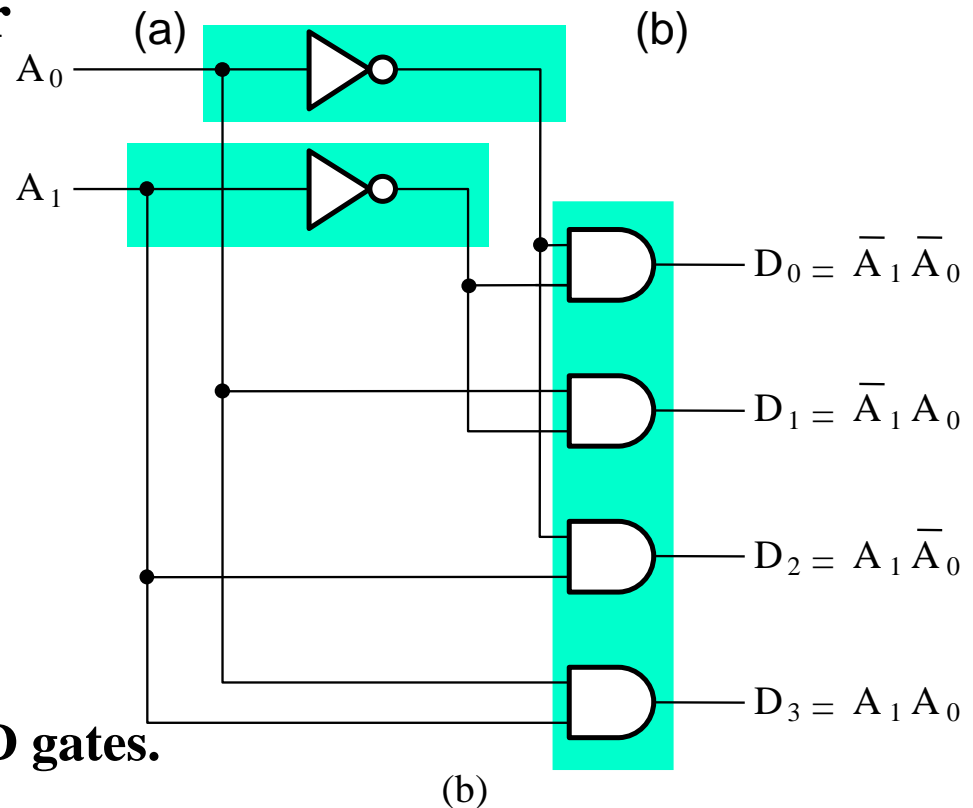 r
(a) (b)
A₀
A₁
D₀ = A̅₁ A̅₀
D₁ = A̅₁ A₀
D₂ = A₁ A̅₀
D₃ = A₁ A₀
D gates.
(b)